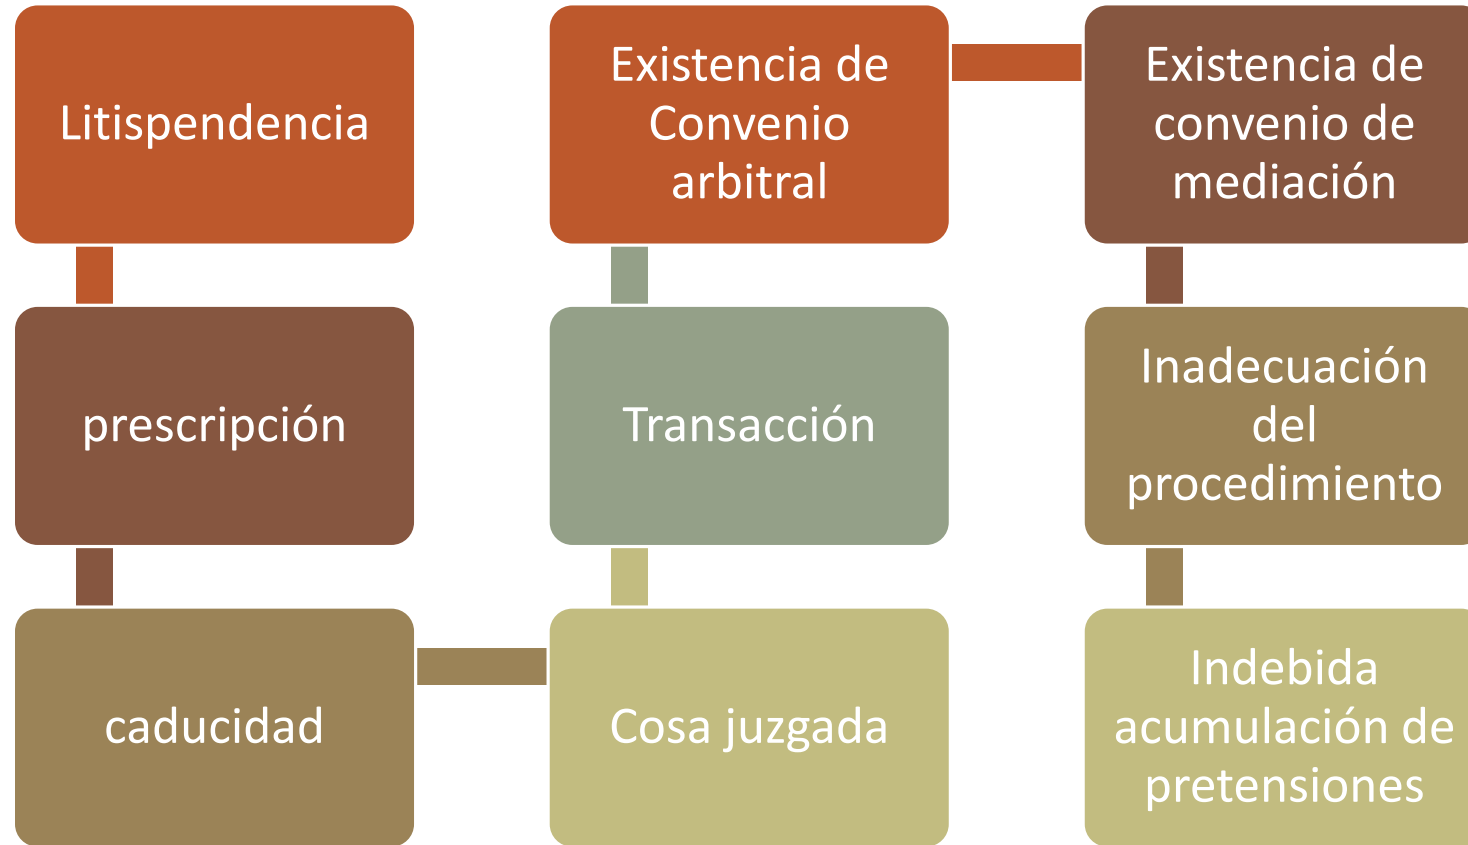 Litispendencia
prescripción
caducidad
Cosa juzgada
Transacción
Existencia de
Convenio
arbitral
Existencia de
convenio de
mediación
Inadecuación
del
procedimiento
Indebida
acumulación de
pretensiones